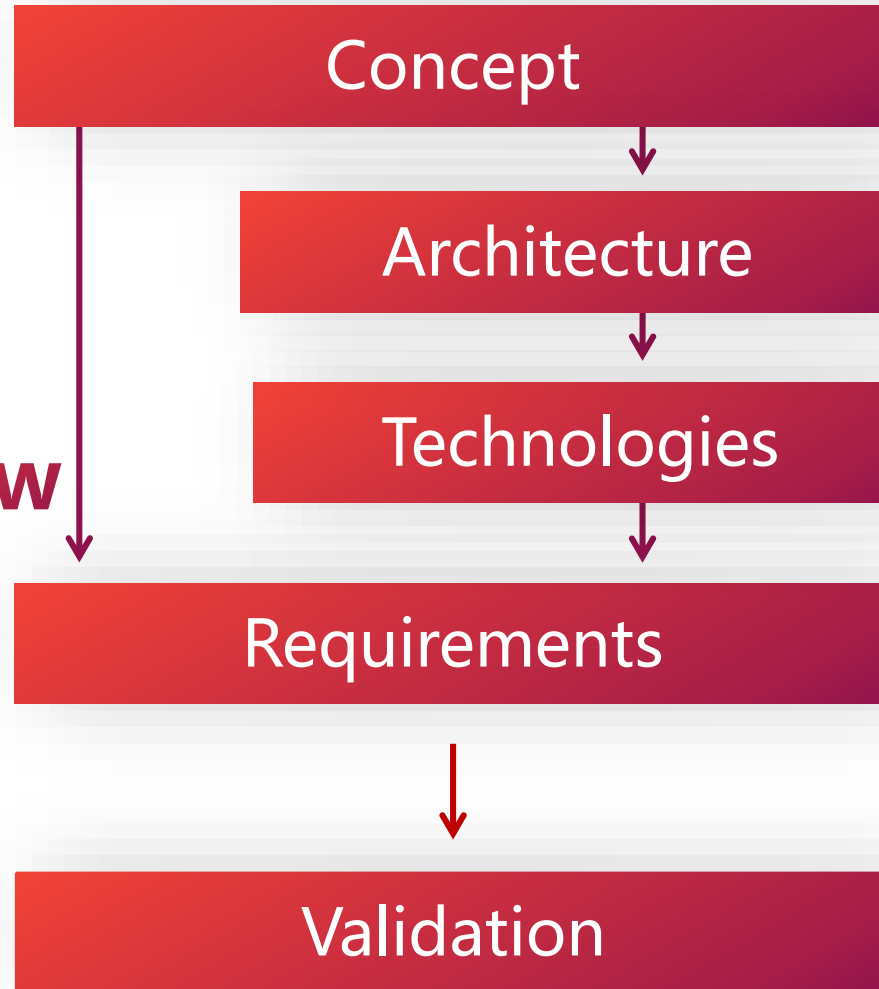 Concept
Architecture
Technologies
w
Requirements
Validation